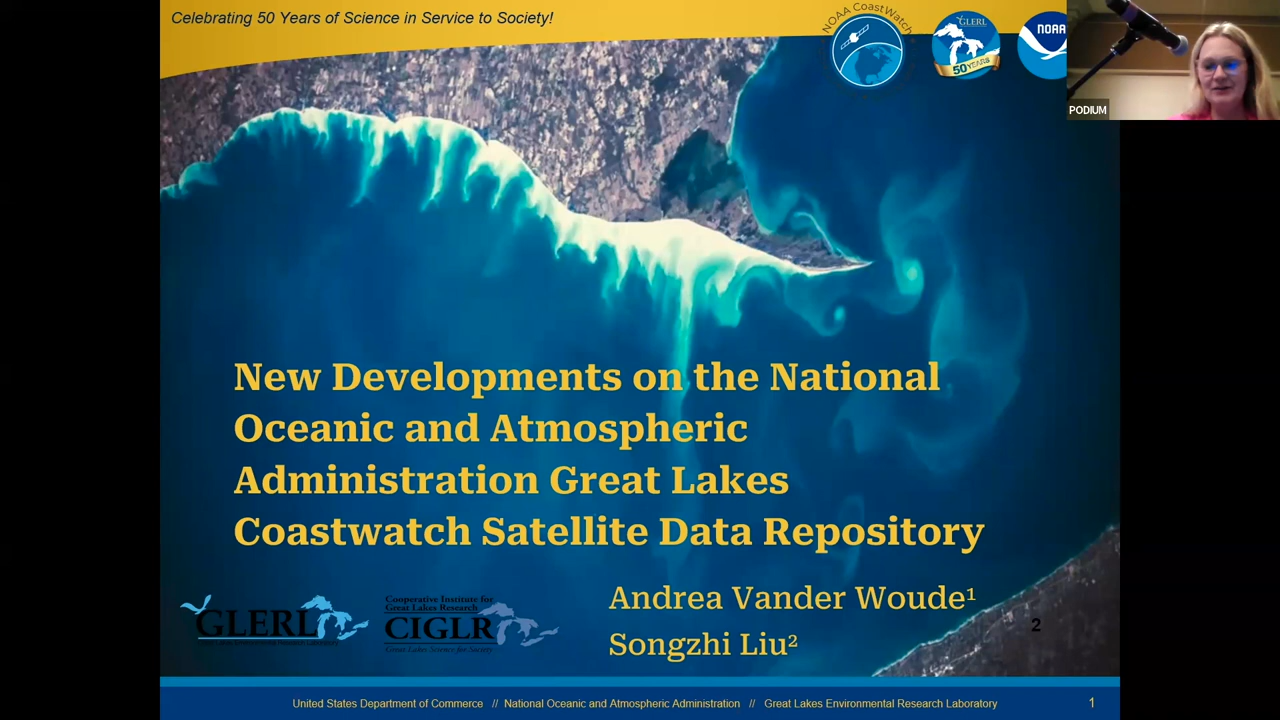 Celebrating 50 Years of Science in Service to Society!
NOAA CoastWatch
GLERL
50 YEARS
NOAA
PODIUM
New Developments on the National
Oceanic and Atmospheric
Administration Great Lakes
Coastwatch Satellite Data Repository
Andrea Vander Woude¹
Songzhi Liu²
GLERL
Cooperative Institute for
Great Lakes Research
CIGLR
Great Lakes Science for Society
2
United States Department of Commerce // National Oceanic and Atmospheric Administration // Great Lakes Environmental Research Laboratory
1